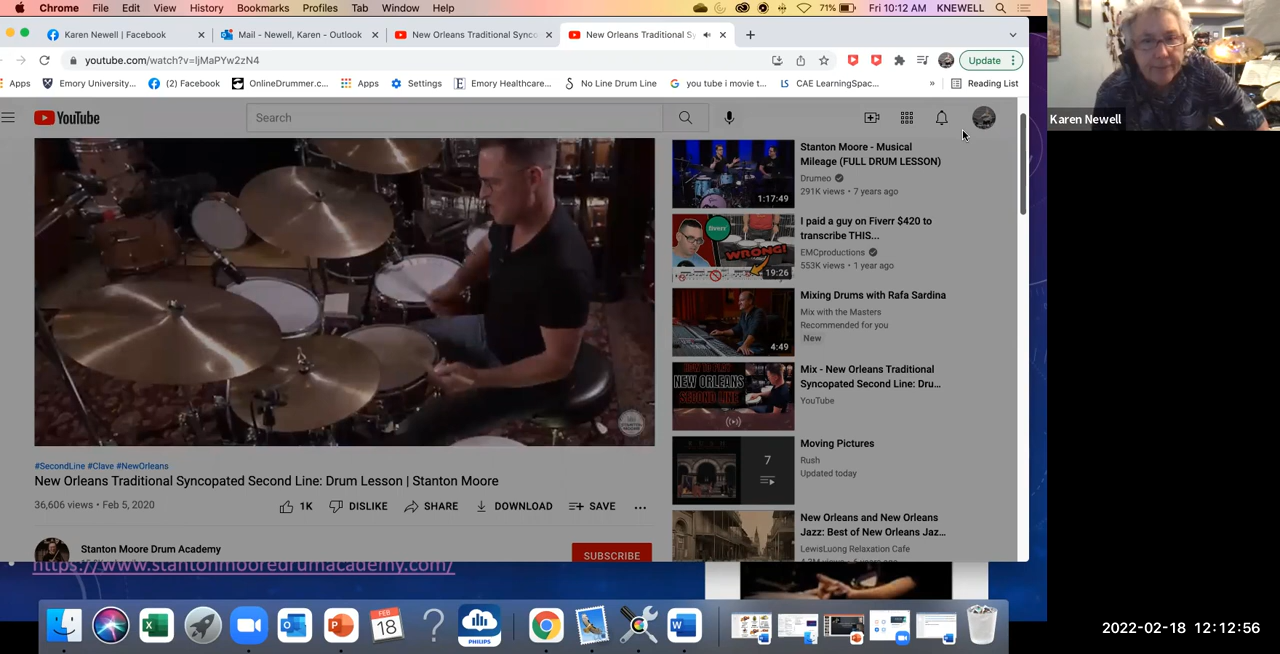 Chrome File Edit View History Bookmarks Profiles Tab Window Help 71% Fri 10:12 AM KNEWELL
Karen Newell | Facebook
Mail - Newell, Karen - Outlook
New Orleans Traditional Synco
New Orleans Traditional Sy
youtube.com/watch?v=ljMaPYw2zN4
Update
Apps Emory University... (2) Facebook OnlineDrummer.c... Apps Settings Emory Healthcare... No Line Drum Line you tube i movie t... CAE LearningSpac... » Reading List
YouTube
Search
Stanton Moore - Musical
Mileage (FULL DRUM LESSON)
Drumeo
291K views • 7 years ago
1:17:49
I paid a guy on Fiverr $420 to
transcribe THIS...
EMCproductions
553K views • 1 year ago
fiverr
WRONG!
19:26
Mixing Drums with Rafa Sardina
Mix with the Masters
Recommended for you
New
4:49
Mix - New Orleans Traditional
Syncopated Second Line: Dru...
YouTube
HOW TO PLAY
NEW ORLEANS
SECOND LINE
Moving Pictures
Rush
Updated today
7
New Orleans and New Orleans
Jazz: Best of New Orleans Jaz...
LewisLuong Relaxation Cafe
#SecondLine #Clave #NewOrleans
New Orleans Traditional Syncopated Second Line: Drum Lesson | Stanton Moore
36,606 views • Feb 5, 2020
1K DISLIKE SHARE DOWNLOAD SAVE ...
Stanton Moore Drum Academy
SUBSCRIBE
https://www.stantonmooredrumacademy.com/
FEB
18
PHILIPS
Karen Newell
2022-02-18 12:12:56